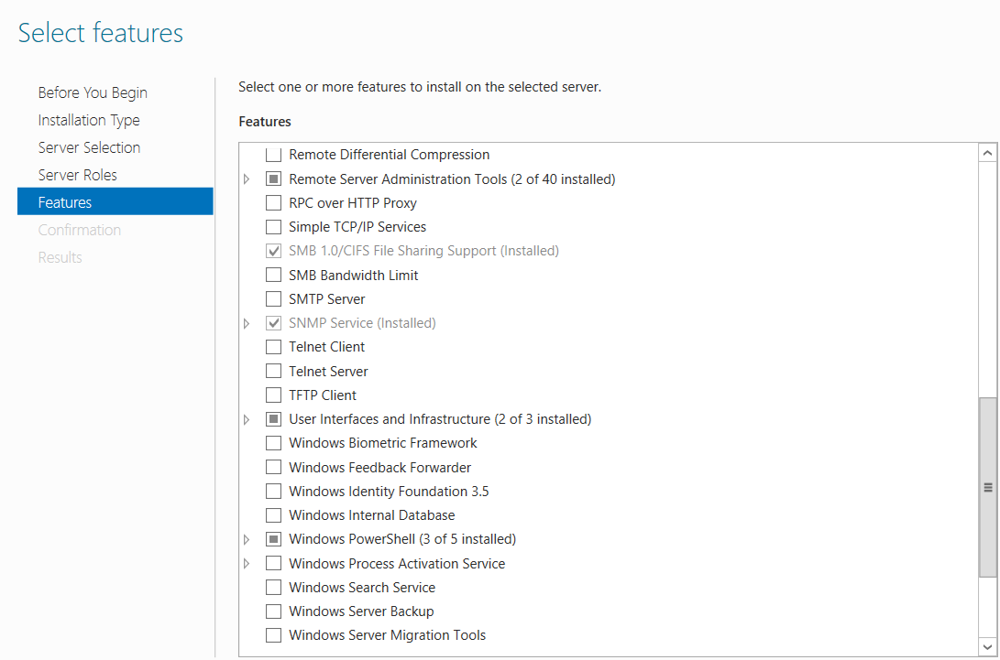 Select features
Before You Begin
Installation Type
Server Selection
Server Roles
Features
Confirmation
Results
Select one or more features to install on the selected server.
Features
Remote Differential Compression
Remote Server Administration Tools (2 of 40 installed)
RPC over HTTP Proxy
Simple TCP/IP Services
SMB 1.0/CIFS File Sharing Support (Installed)
SMB Bandwidth Limit
SMTP Server
SNMP Service (Installed)
Telnet Client
Telnet Server
TFTP Client
User Interfaces and Infrastructure (2 of 3 installed)
Windows Biometric Framework
Windows Feedback Forwarder
Windows Identity Foundation 3.5
Windows Internal Database
Windows PowerShell (3 of 5 installed)
Windows Process Activation Service
Windows Search Service
Windows Server Backup
Windows Server Migration Tools